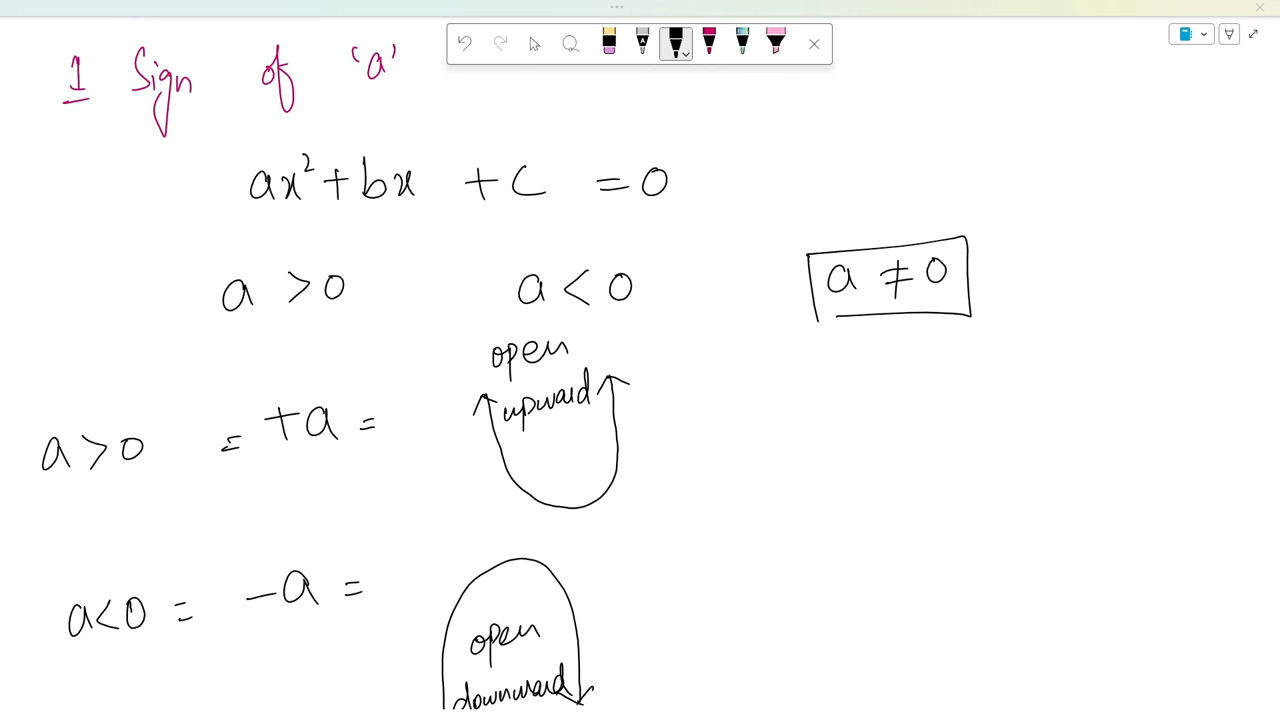 1 Sign of 'a'
ax²+bx +c =0
a >0 a < 0 a ≠ 0
open
upward
a>0 = +a =
a<0 = -a =
open
downward